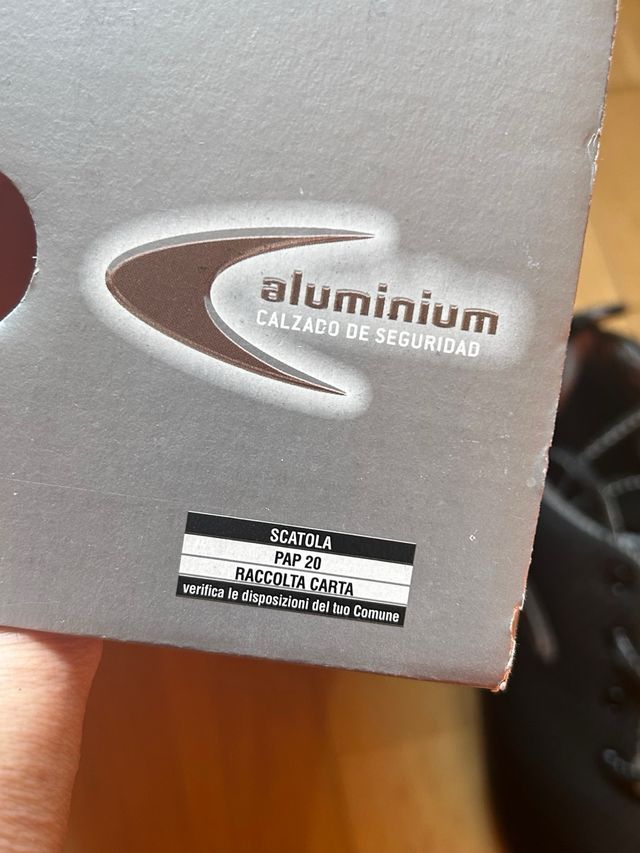 aluminium
CALZADO DE SEGURIDAD
SCATOLA
PAP 20
RACCOLTA CARTA
verifica le disposizioni del tuo Comune